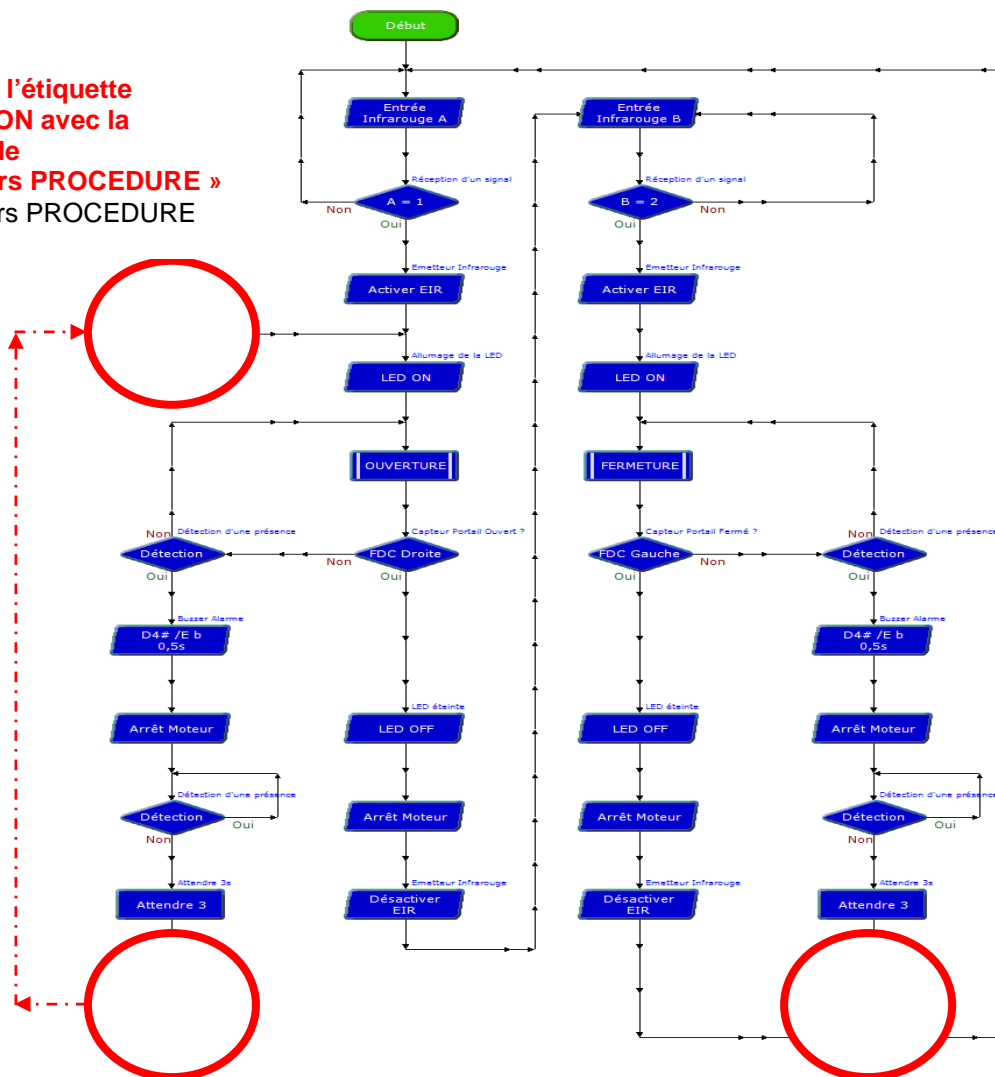 Début
l'étiquette
ON avec la
le
rs PROCEDURE »
rs PROCEDURE
Entrée
Infrarouge A
Réception d'un signal
A = 1
Non
Oui
Emetteur Infrarouge
Activer EIR
Allumage de la LED
LED ON
OUVERTURE
Capteur Portail Ouvert ?
FDC Droite
Non
Oui
Détection d'une présence
Non
Détection
Oui
Buzzer Alarme
D4# /E b
0,5s
Arrêt Moteur
Détection d'une présence
Détection
Oui
Non
Attendre 3s
Attendre 3
LED éteinte
LED OFF
Arrêt Moteur
Emetteur Infrarouge
Désactiver
EIR
Entrée
Infrarouge B
Réception d'un signal
B = 2
Non
Oui
Emetteur Infrarouge
Activer EIR
Allumage de la LED
LED ON
FERMETURE
Capteur Portail Fermé ?
FDC Gauche
Non
Oui
LED éteinte
LED OFF
Arrêt Moteur
Emetteur Infrarouge
Désactiver
EIR
Détection d'une présence
Non
Détection
Oui
Buzzer Alarme
D4# /E b
0,5s
Arrêt Moteur
Détection d'une présence
Détection
Oui
Non
Attendre 3s
Attendre 3